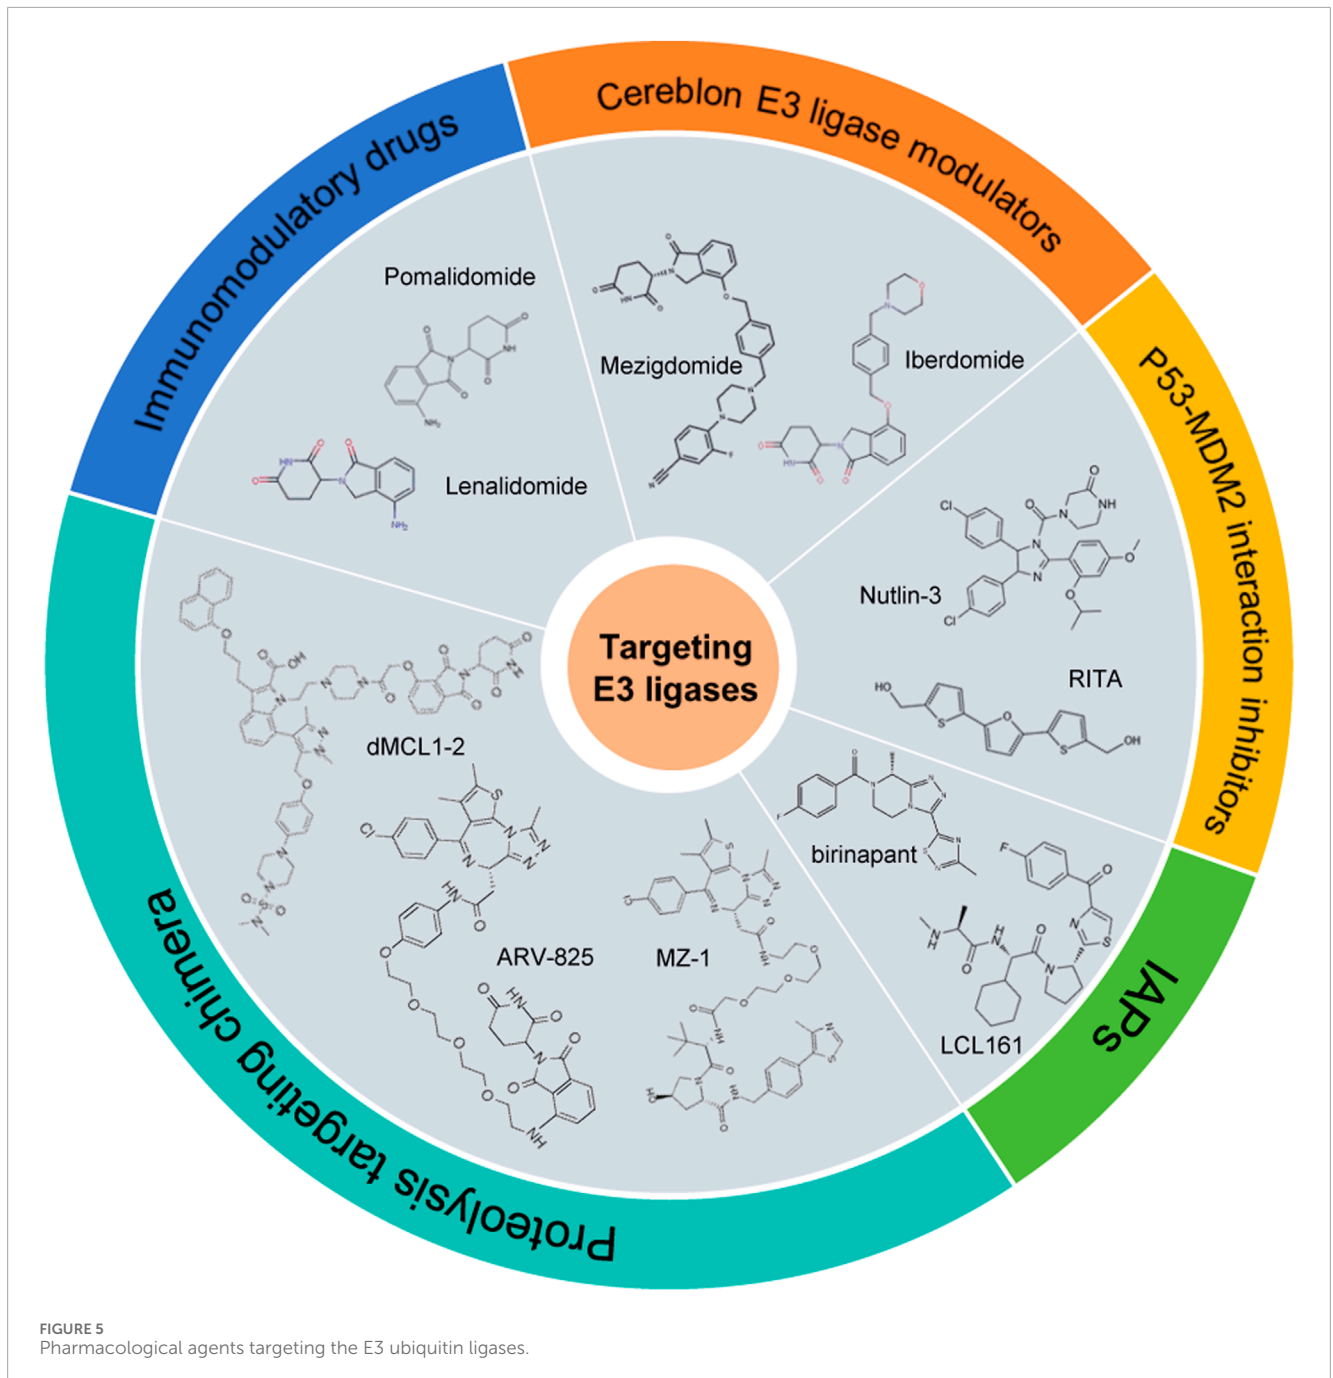 Immunomodulatory drugs
Cereblon E3 ligase modulators
P53-MDM2 interaction inhibitors
IAPs
Proteolysis targeting chimera
Targeting
E3 ligases
Pomalidomide
Lenalidomide
Mezigdomide
Iberdomide
Nutlin-3
RITA
birinapant
LCL161
dMCL1-2
ARV-825
MZ-1
FIGURE 5
Pharmacological agents targeting the E3 ubiquitin ligases.